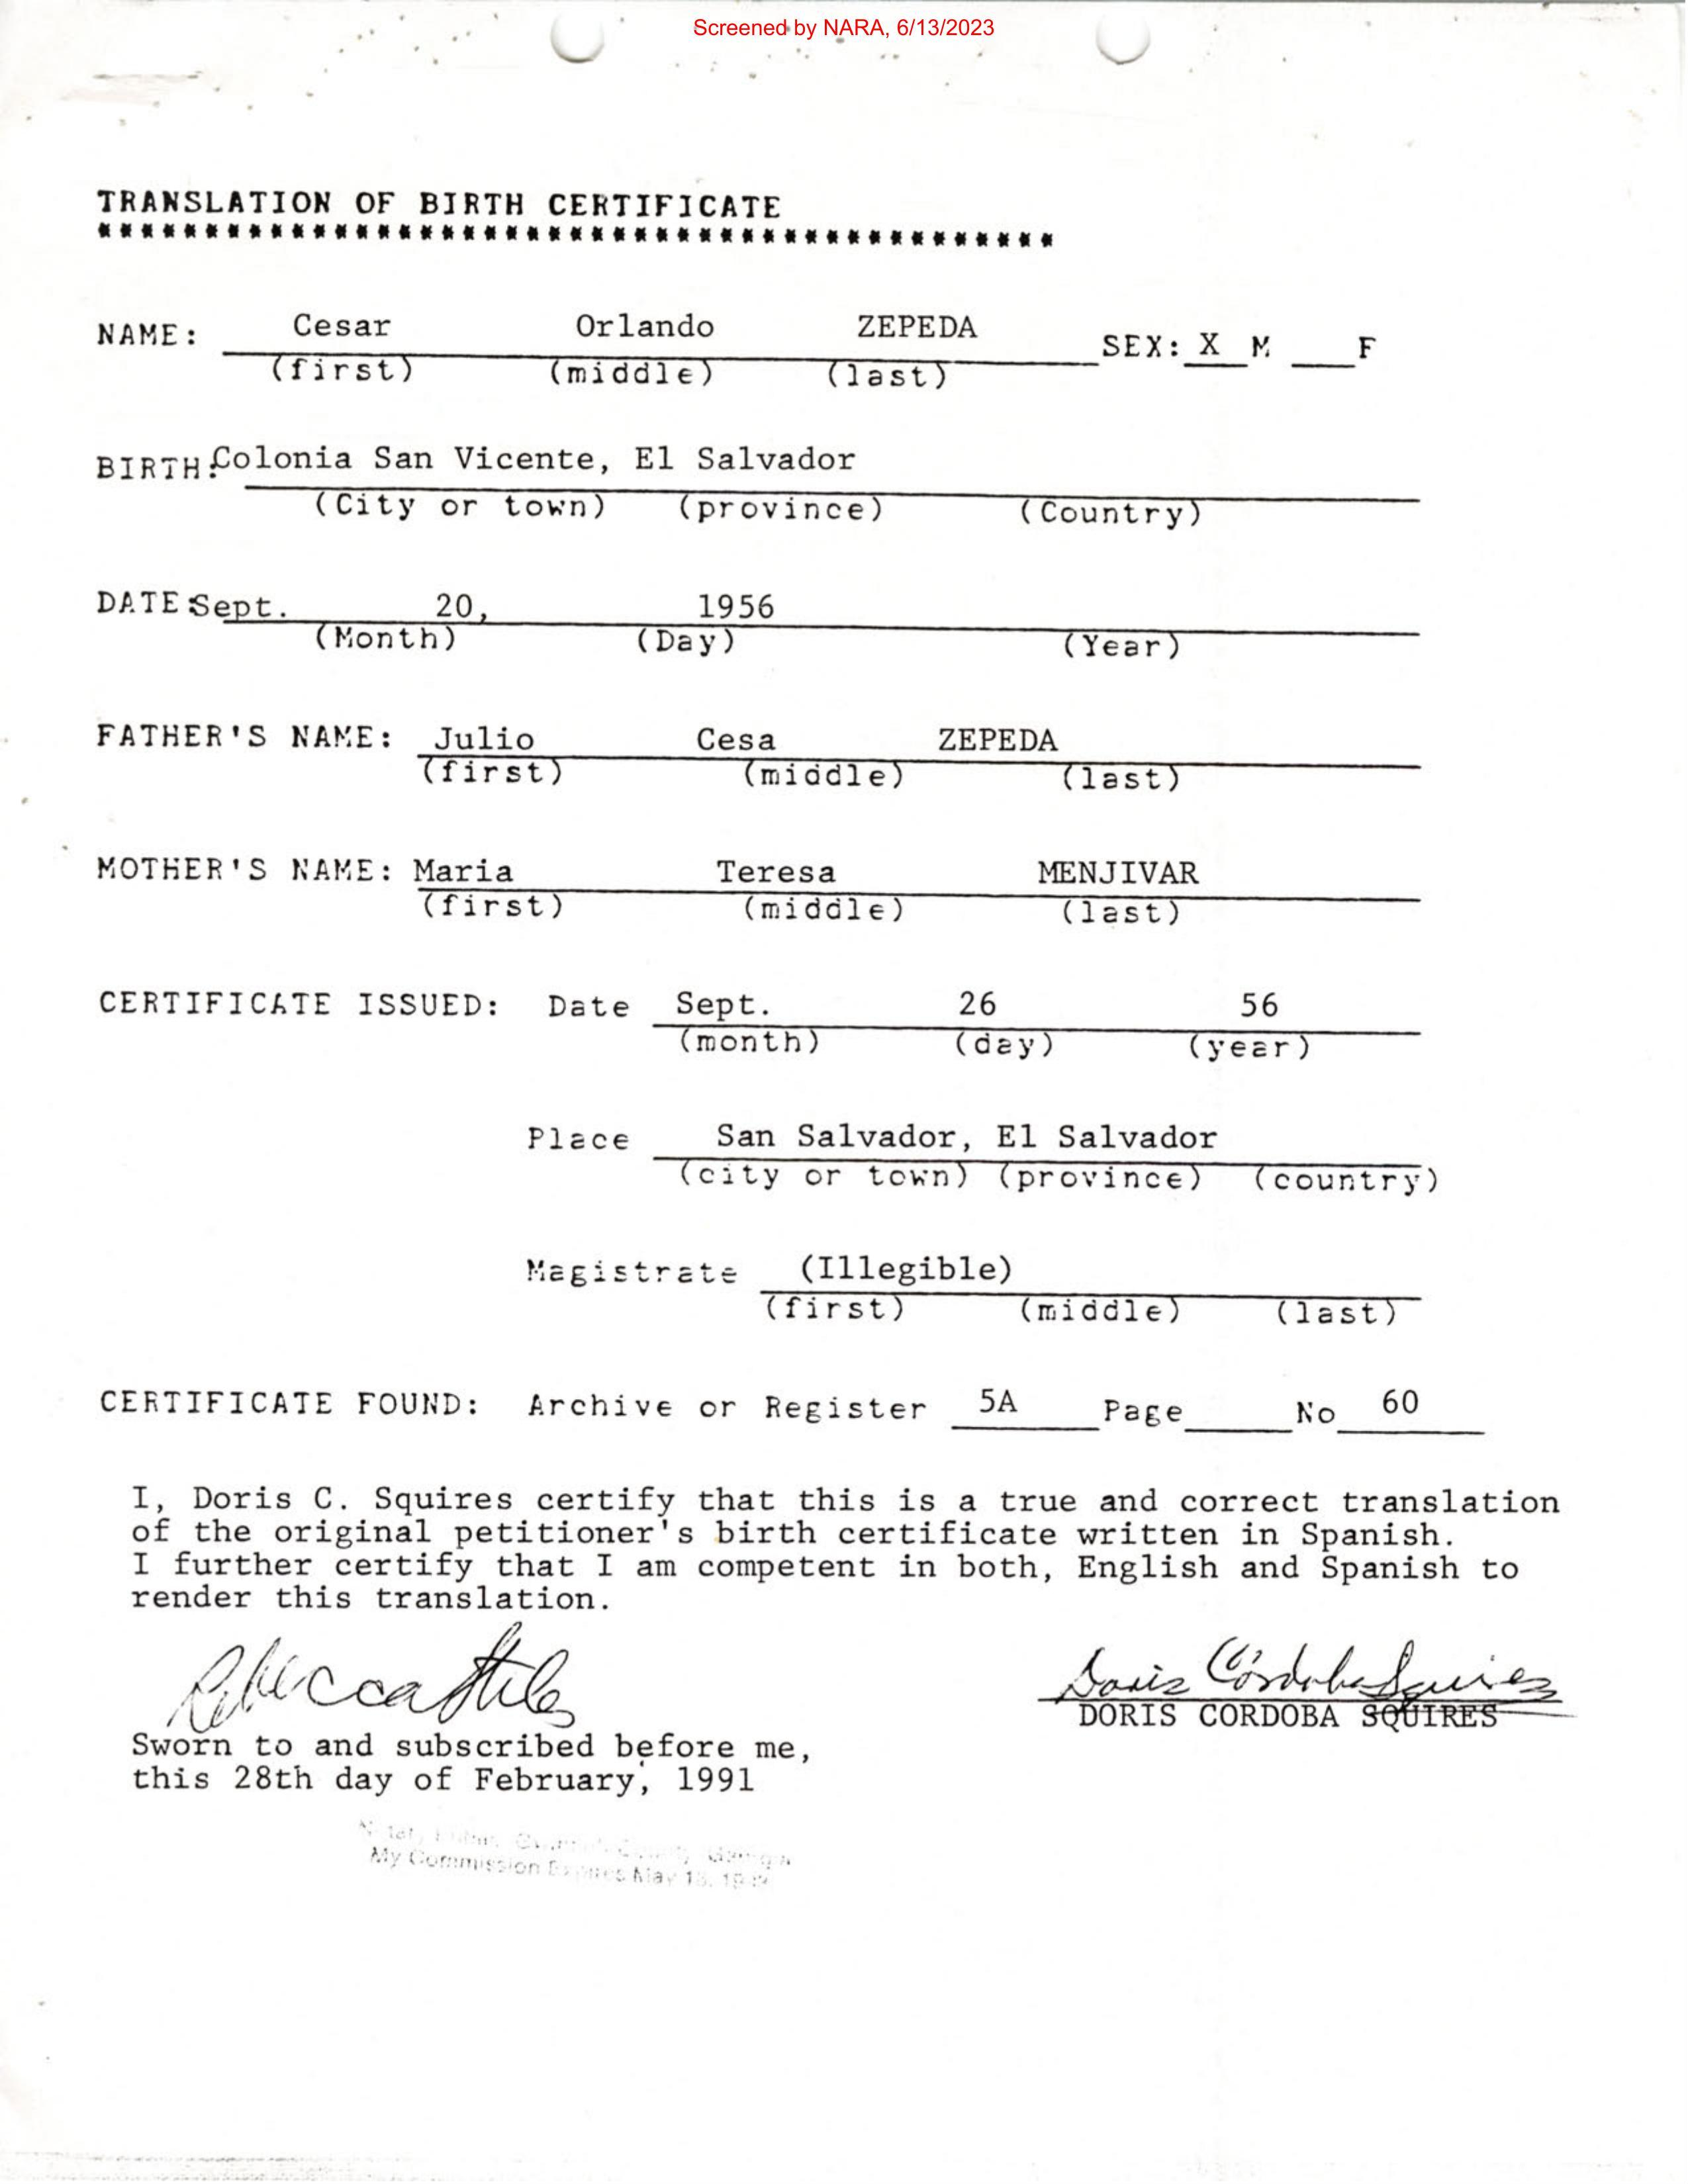 Screened by NARA, 6/13/2023
TRANSLATION OF BIRTH CERTIFICATE
*********************************************
NAME: Cesar Orlando ZEPEDA SEX: X M ___ F
(first) (middle) (last)
BIRTH: Colonia San Vicente, El Salvador
(City or town) (province) (Country)
DATE: Sept. 20, 1956
(Month) (Day) (Year)
FATHER'S NAME: Julio Cesa ZEPEDA
(first) (middle) (last)
MOTHER'S NAME: Maria Teresa MENJIVAR
(first) (middle) (last)
CERTIFICATE ISSUED: Date Sept. 26 56
(month) (day) (year)
Place San Salvador, El Salvador
(city or town) (province) (country)
Magistrate (Illegible)
(first) (middle) (last)
CERTIFICATE FOUND: Archive or Register 5A Page____ No 60
I, Doris C. Squires certify that this is a true and correct translation
of the original petitioner's birth certificate written in Spanish.
I further certify that I am competent in both, English and Spanish to
render this translation.
Doris Cordoba Squires
DORIS CORDOBA SQUIRES
Sworn to and subscribed before me,
this 28th day of February, 1991
My Commission Expires May